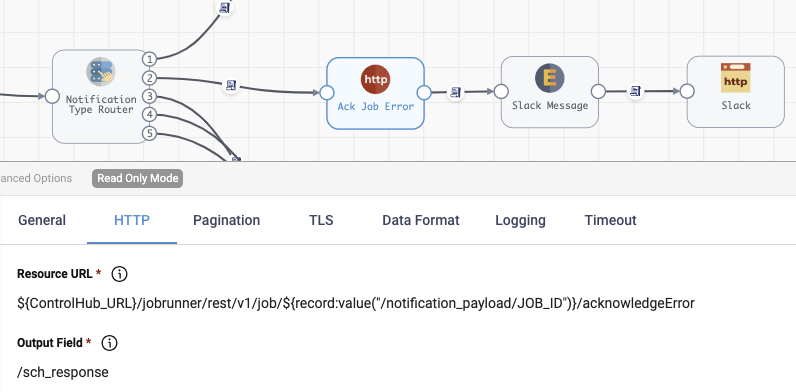 1
2
3
4
5
Notification
Type Router
http
Ack Job Error
E
Slack Message
http
Slack
anced Options
Read Only Mode
General
HTTP
Pagination
TLS
Data Format
Logging
Timeout
Resource URL * i
${ControlHub_URL}/jobrunner/rest/v1/job/${record:value("/notification_payload/JOB_ID")}/acknowledgeError
Output Field * i
/sch_response